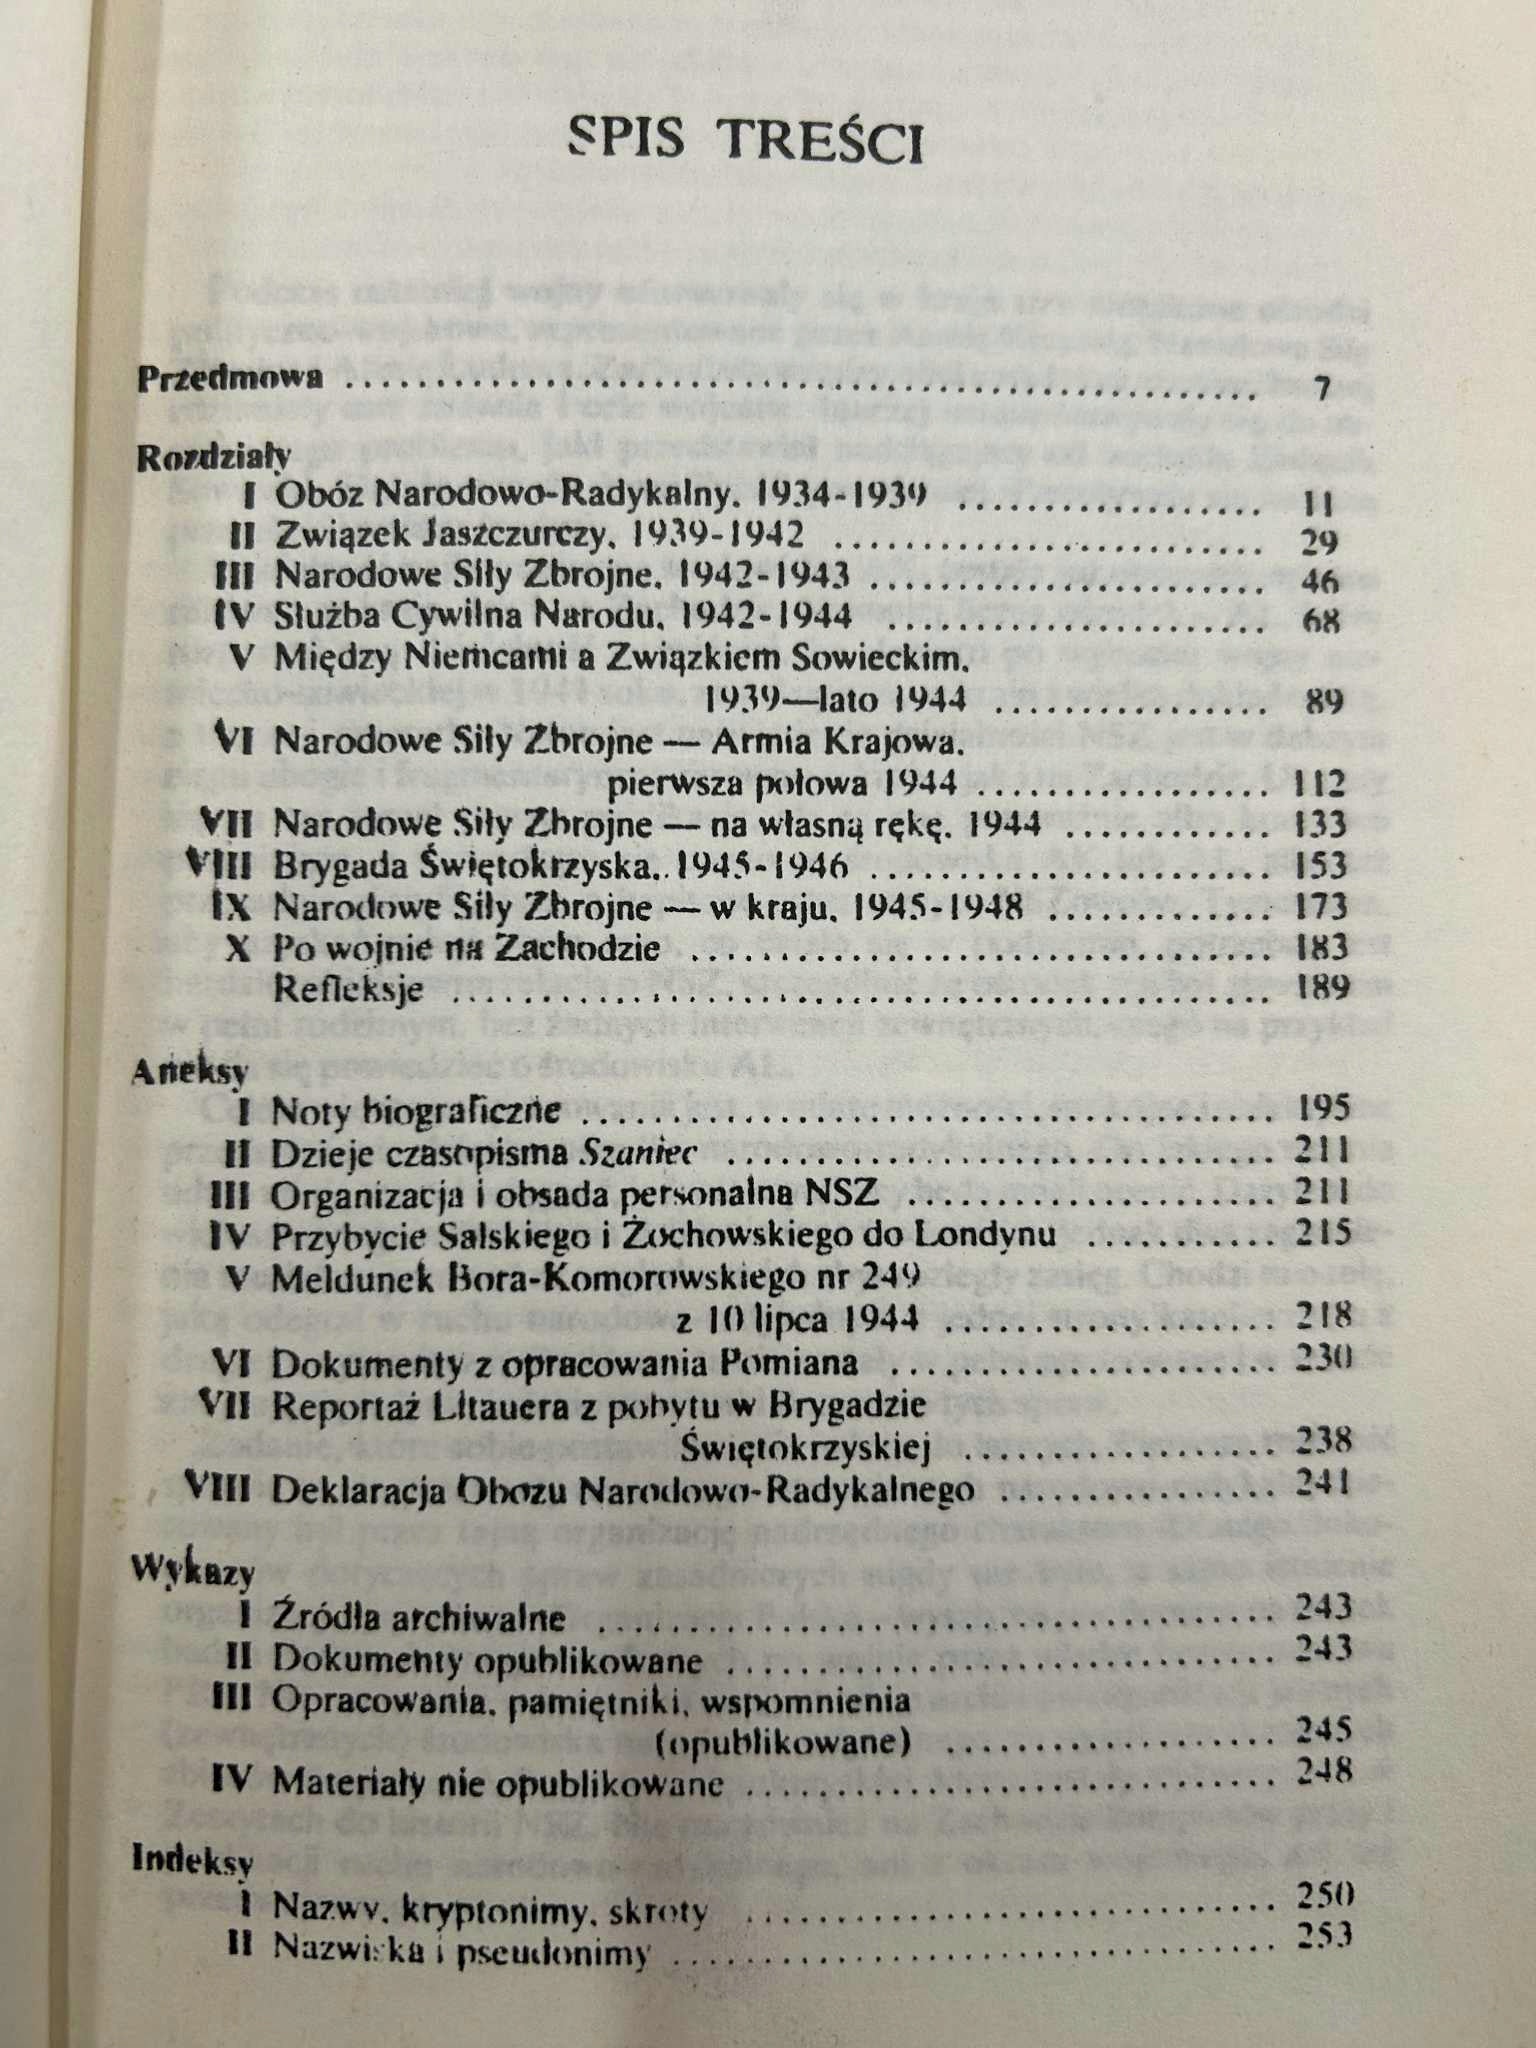 SPIS TREŚCI
Przedmowa ........................................................ 7
Rozdziały
I Obóz Narodowo-Radykalny, 1934-1939 .................. 11
II Związek Jaszczurczy, 1939-1942 ........................ 29
III Narodowe Siły Zbrojne, 1942-1943 ...................... 46
IV Służba Cywilna Narodu, 1942-1944 ..................... 68
V Między Niemcami a Związkiem Sowieckim,
1939—lato 1944 ................ 89
VI Narodowe Siły Zbrojne — Armia Krajowa,
pierwsza połowa 1944 ................. 112
VII Narodowe Siły Zbrojne — na własną rękę, 1944 ............ 133
VIII Brygada Świętokrzyska, 1945-1946 ....................... 153
IX Narodowe Siły Zbrojne — w kraju, 1945-1948 ............. 173
X Po wojnie na Zachodzie .................................. 183
Refleksje ................................................ 189
Aneksy
I Noty biograficzne ........................................ 195
II Dzieje czasopisma Szaniec ................................ 211
III Organizacja i obsada personalna NSZ ...................... 211
IV Przybycie Salskiego i Żochowskiego do Londynu ........... 215
V Meldunek Bora-Komorowskiego nr 249
z 10 lipca 1944 .................... 218
VI Dokumenty z opracowania Pomiana ....................... 230
VII Reportaż Litauera z pobytu w Brygadzie
Świętokrzyskiej ................... 238
VIII Deklaracja Obozu Narodowo-Radykalnego ................. 241
Wykazy
I Źródła archiwalne ........................................ 243
II Dokumenty opublikowane ................................ 243
III Opracowania, pamiętniki, wspomnienia
(opublikowane) .................... 245
IV Materiały nie opublikowane ............................... 248
Indeksy
I Nazwy, kryptonimy, skróty ............................... 250
II Nazwiska i pseudonimy ................................... 253